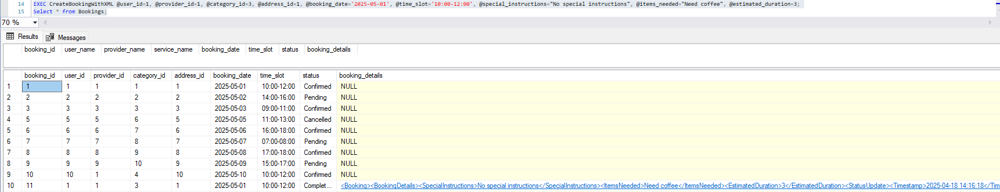 14 EXEC CreateBookingWithXML @user_id=1, @provider_id=1, @category_id=3, @address_id=1, @booking_date='2025-05-01', @time_slot='10:00-12:00', @special_instructions="No special instructions", @items_needed="Need coffee", @estimated_duration=3;
15 Select * from Bookings;
70 %
Results Messages
booking_id user_name provider_name service_name booking_date time_slot status booking_details
booking_id user_id provider_id category_id address_id booking_date time_slot status booking_details
1 1 1 1 1 1 2025-05-01 10:00-12:00 Confirmed NULL
2 2 2 2 2 2 2025-05-02 14:00-16:00 Pending NULL
3 3 3 3 3 3 2025-05-03 09:00-11:00 Confirmed NULL
4 5 5 5 6 5 2025-05-05 11:00-13:00 Cancelled NULL
5 6 6 6 7 6 2025-05-06 16:00-18:00 Confirmed NULL
6 7 7 7 8 7 2025-05-07 07:00-08:00 Pending NULL
7 8 8 8 9 8 2025-05-08 17:00-18:00 Confirmed NULL
8 9 9 9 10 9 2025-05-09 15:00-17:00 Pending NULL
9 10 10 1 4 10 2025-05-10 10:00-12:00 Confirmed NULL
10 11 1 1 3 1 2025-05-01 10:00-12:00 Complet... <Booking><BookingDetails><SpecialInstructions>No special instructions</SpecialInstructions><ItemsNeeded>Need coffee</ItemsNeeded><EstimatedDuration>3</EstimatedDuration><StatusUpdate><Timestamp>2025-04-18 14:16:18</Tim